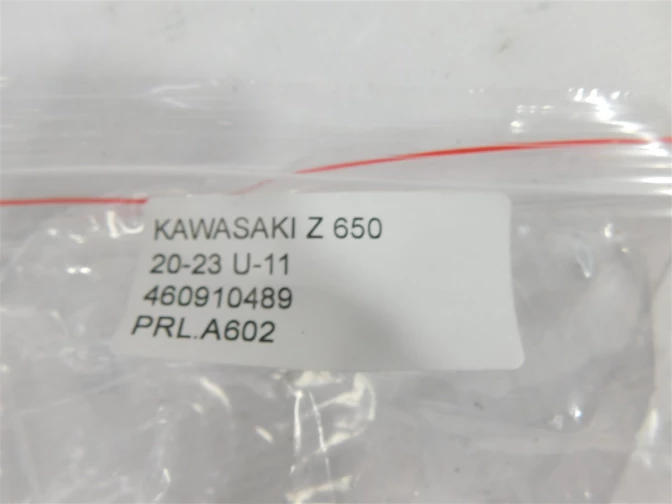 KAWASAKI Z 650
20-23 U-11
460910489
PRL.A602